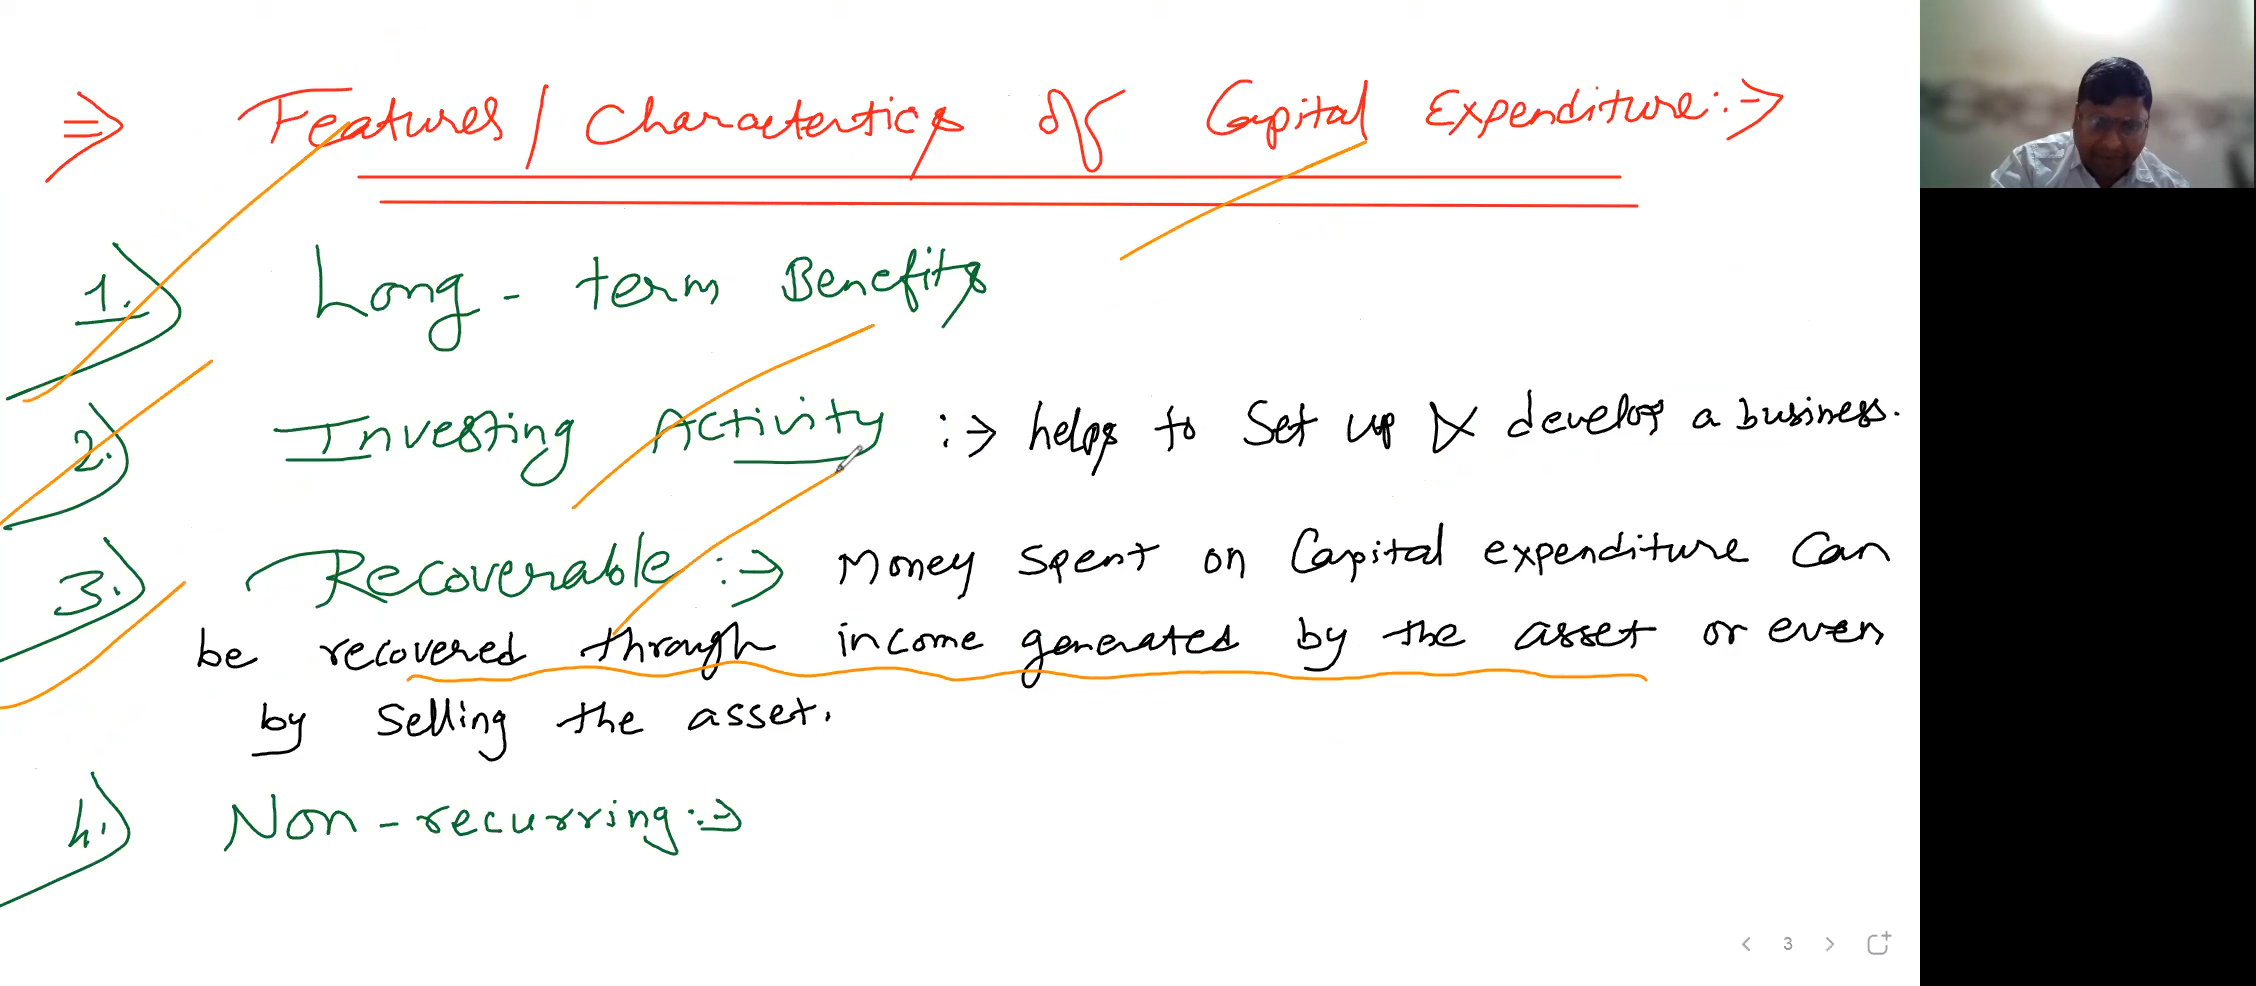 ⇒ Features / Characterstics of Capital Expenditure :→
1. Long - term Benefits
2. Investing Activity :→ helps to Set up & develop a business.
3. Recoverable :→ Money spent on Capital expenditure Can
be recovered through income generated by the asset or even
by Selling the asset.
4. Non - recurring :→
< 3 >